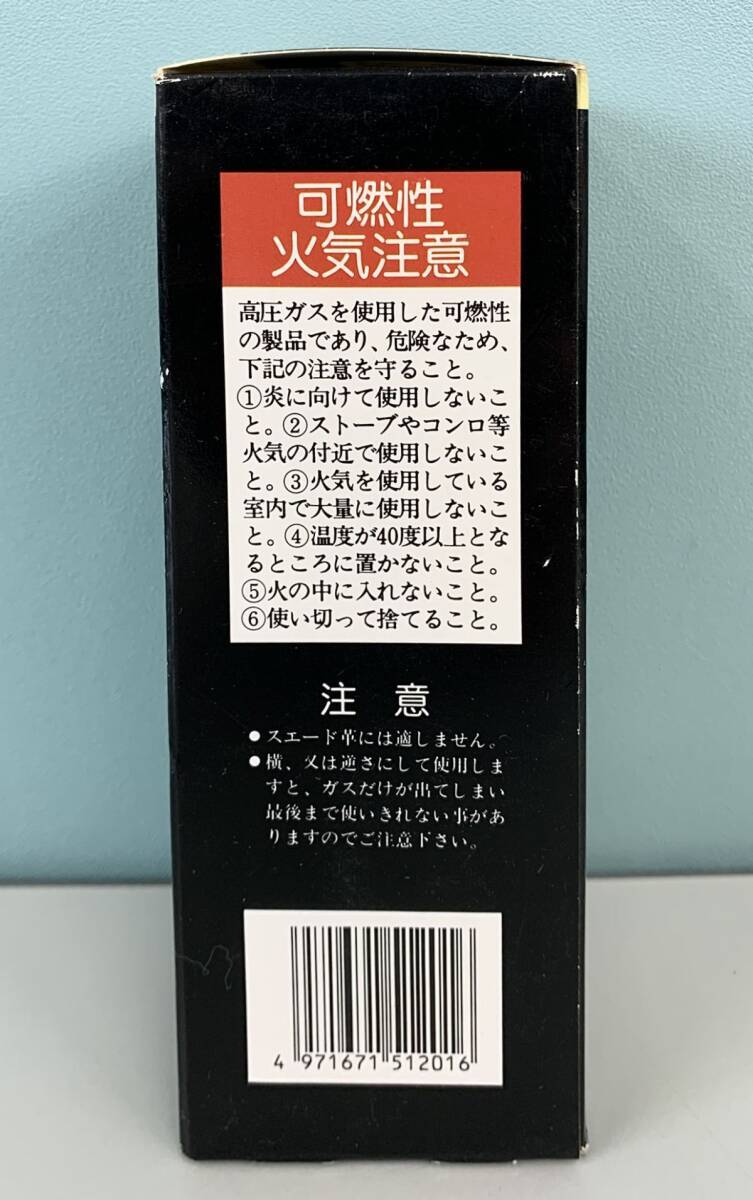 可燃性
火気注意
高圧ガスを使用した可燃性
の製品であり、危険なため、
下記の注意を守ること。
①炎に向けて使用しないこ
と。②ストーブやコンロ等
火気の付近で使用しないこ
と。③火気を使用している
室内で大量に使用しないこ
と。④温度が40度以上とな
るところに置かないこと。
⑤火の中に入れないこと。
⑥使い切って捨てること。
注 意
●スエード革には適しません。
●横、又は逆さにして使用しま
すと、ガスだけが出てしまい
最後まで使いきれない事があ
りますのでご注意下さい。
4 971671 512016